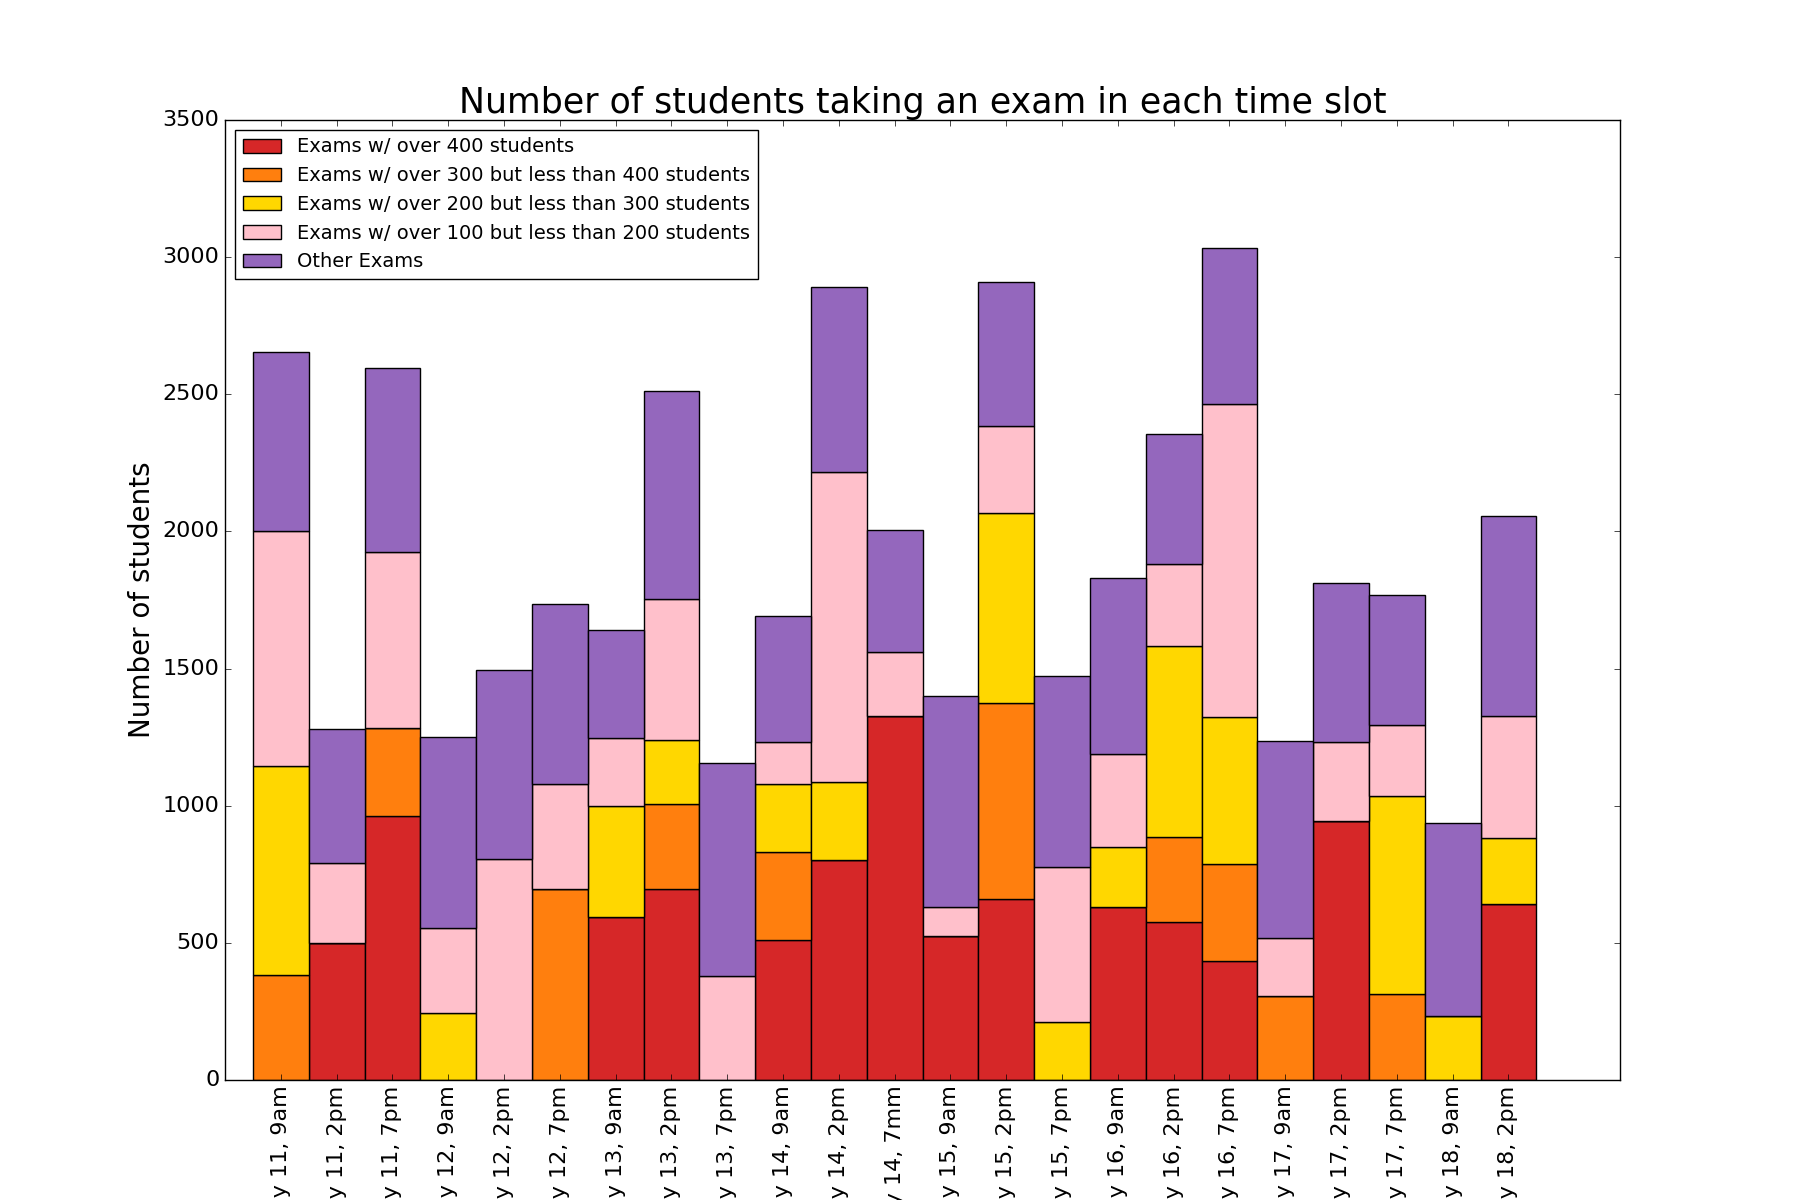 Number of students taking an exam in each time slot
Exams w/ over 400 students
Exams w/ over 300 but less than 400 students
Exams w/ over 200 but less than 300 students
Exams w/ over 100 but less than 200 students
Other Exams
Number of students
3500
3000
2500
2000
1500
1000
500
0
y 11, 9am
y 11, 2pm
y 11, 7pm
y 12, 9am
y 12, 2pm
y 12, 7pm
y 13, 9am
y 13, 2pm
y 13, 7pm
y 14, 9am
y 14, 2pm
y 14, 7mm
y 15, 9am
y 15, 2pm
y 15, 7pm
y 16, 9am
y 16, 2pm
y 16, 7pm
y 17, 9am
y 17, 2pm
y 17, 7pm
y 18, 9am
y 18, 2pm